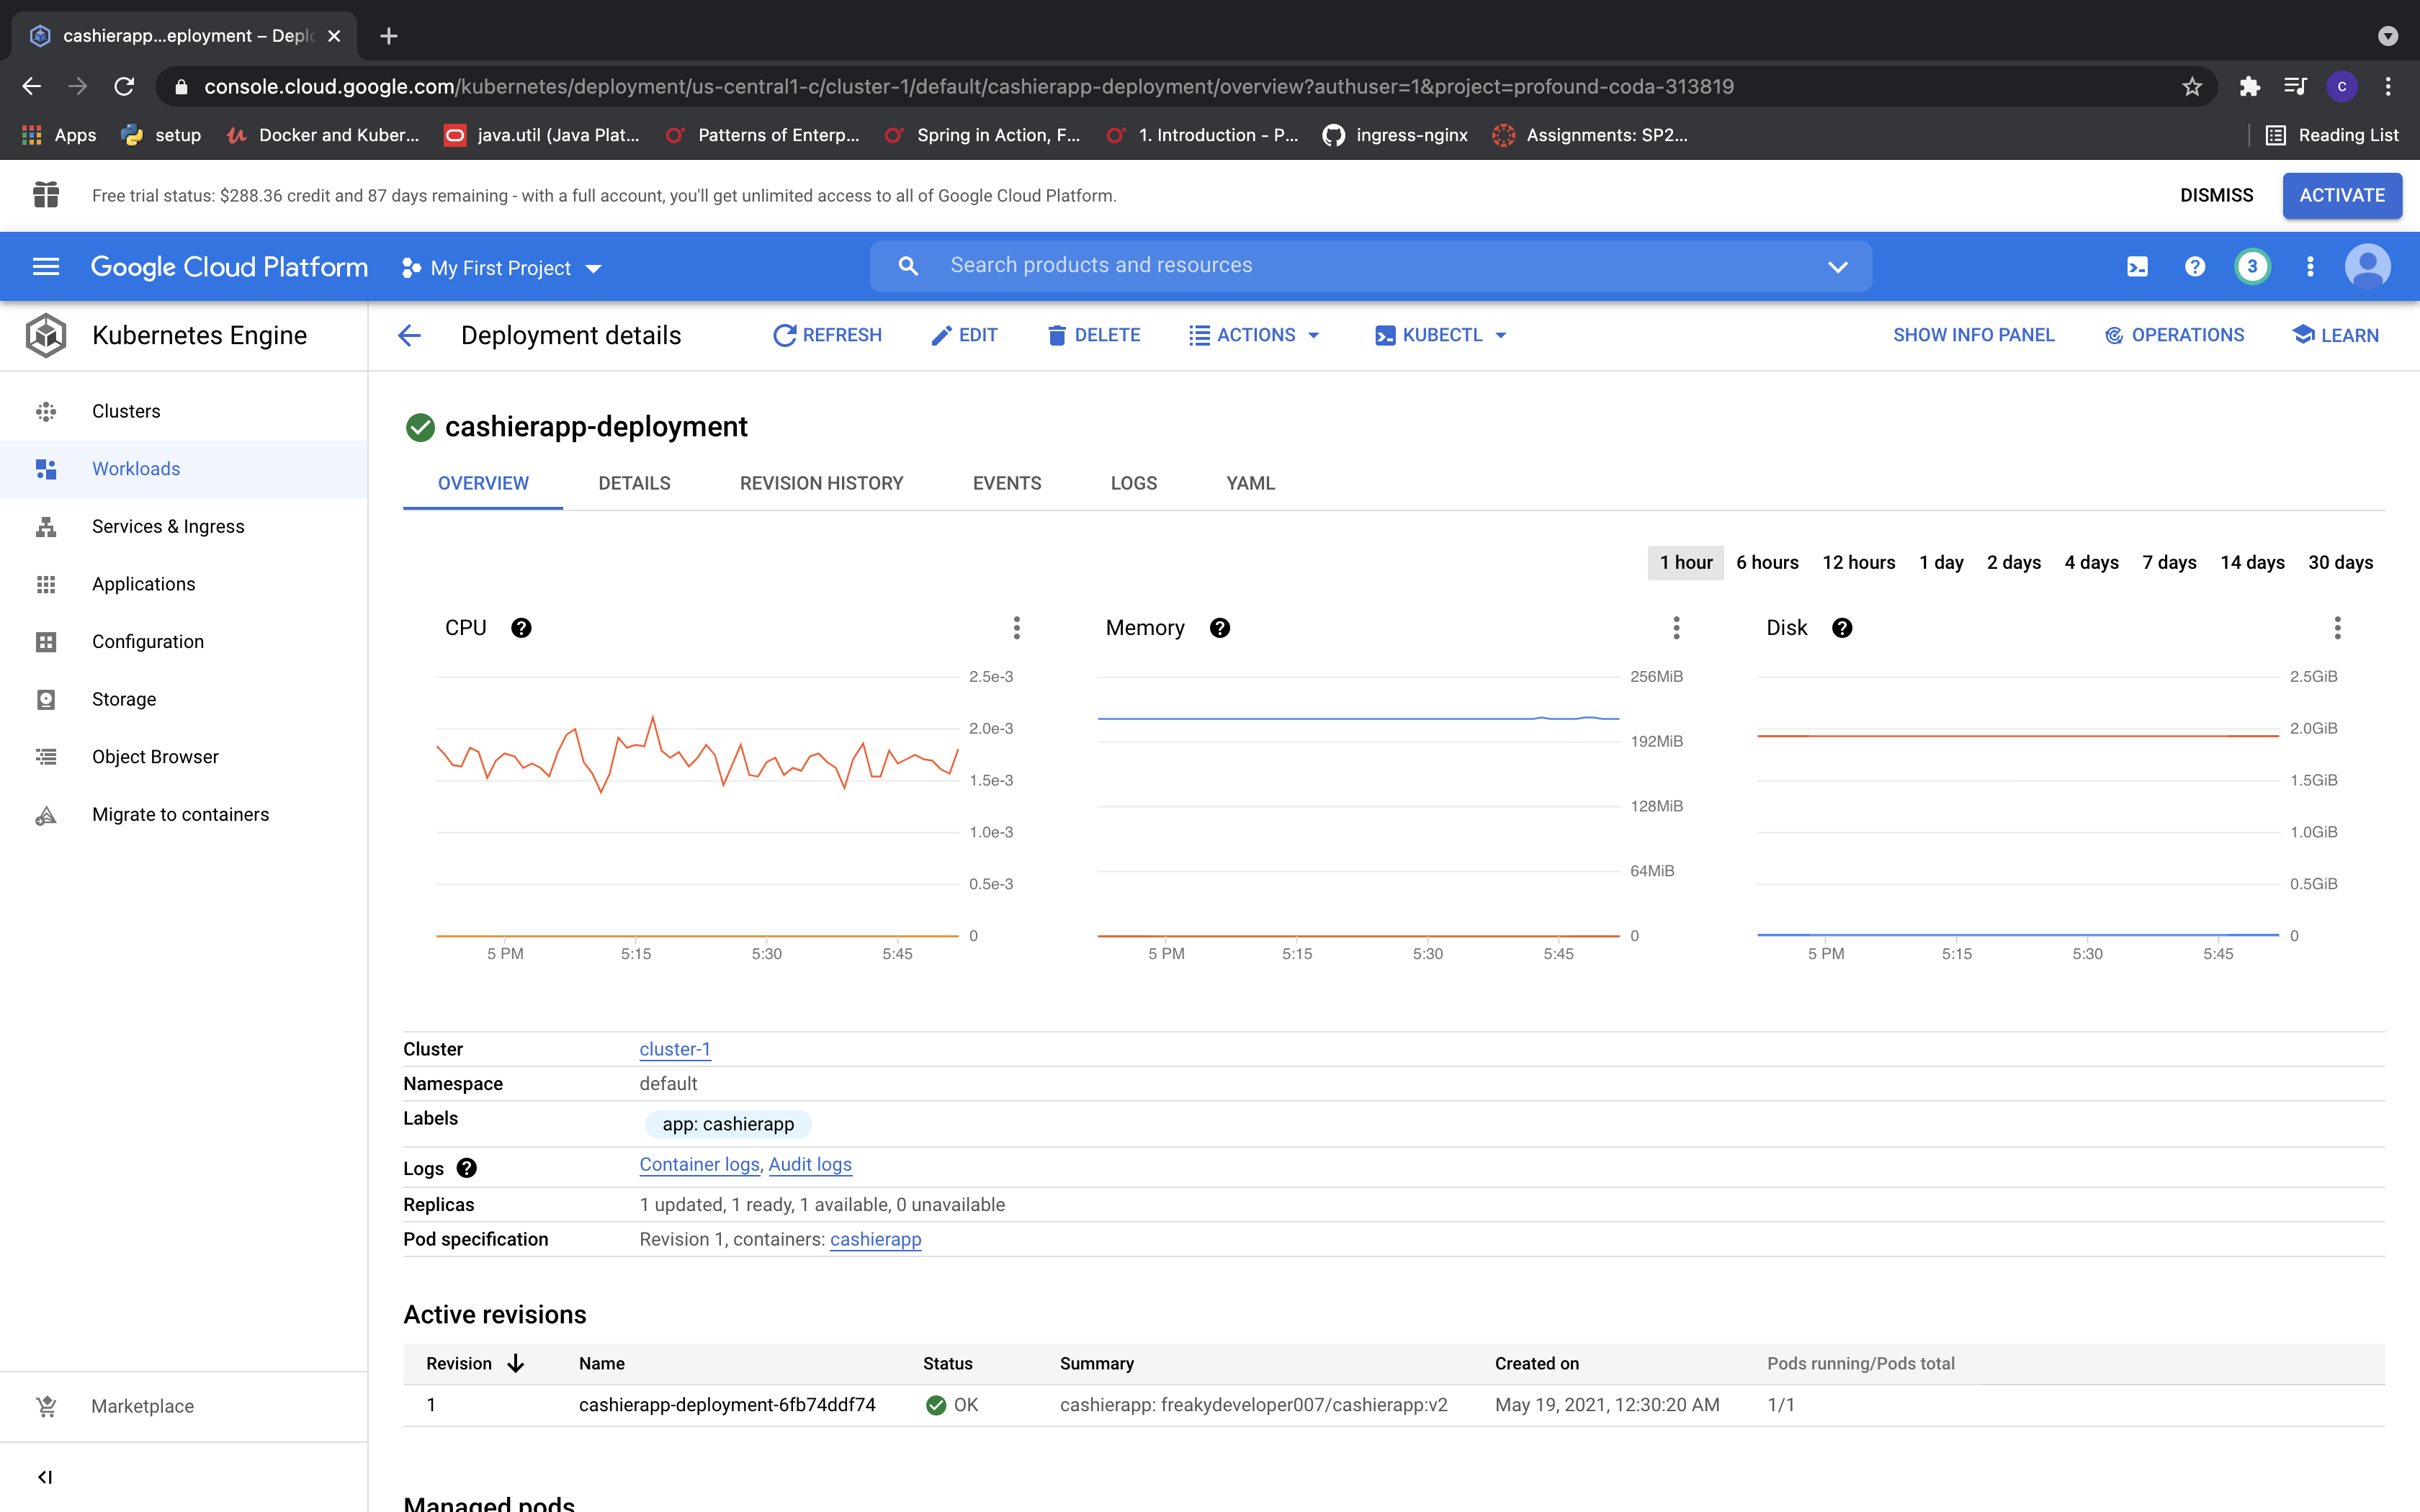 cashierapp...eployment – Depl
console.cloud.google.com/kubernetes/deployment/us-central1-c/cluster-1/default/cashierapp-deployment/overview?authuser=1&project=profound-coda-313819
c
Apps setup Docker and Kuber... java.util (Java Plat... Patterns of Enterp... Spring in Action, F... 1. Introduction - P... ingress-nginx Assignments: SP2... Reading List
Free trial status: $288.36 credit and 87 days remaining - with a full account, you'll get unlimited access to all of Google Cloud Platform. DISMISS ACTIVATE
Google Cloud Platform My First Project Search products and resources 3
Kubernetes Engine
Deployment details REFRESH EDIT DELETE ACTIONS KUBECTL SHOW INFO PANEL OPERATIONS LEARN
Clusters
Workloads
Services & Ingress
Applications
Configuration
Storage
Object Browser
Migrate to containers
Marketplace
cashierapp-deployment
OVERVIEW DETAILS REVISION HISTORY EVENTS LOGS YAML
1 hour 6 hours 12 hours 1 day 2 days 4 days 7 days 14 days 30 days
CPU
2.5e-3
2.0e-3
1.5e-3
1.0e-3
0.5e-3
0
5 PM 5:15 5:30 5:45
Memory
256MiB
192MiB
128MiB
64MiB
0
5 PM 5:15 5:30 5:45
Disk
2.5GiB
2.0GiB
1.5GiB
1.0GiB
0.5GiB
0
5 PM 5:15 5:30 5:45
Cluster cluster-1
Namespace default
Labels app: cashierapp
Logs Container logs, Audit logs
Replicas 1 updated, 1 ready, 1 available, 0 unavailable
Pod specification Revision 1, containers: cashierapp
Active revisions
Revision Name Status Summary Created on Pods running/Pods total
1 cashierapp-deployment-6fb74ddf74 OK cashierapp: freakydeveloper007/cashierapp:v2 May 19, 2021, 12:30:20 AM 1/1
Managed pods